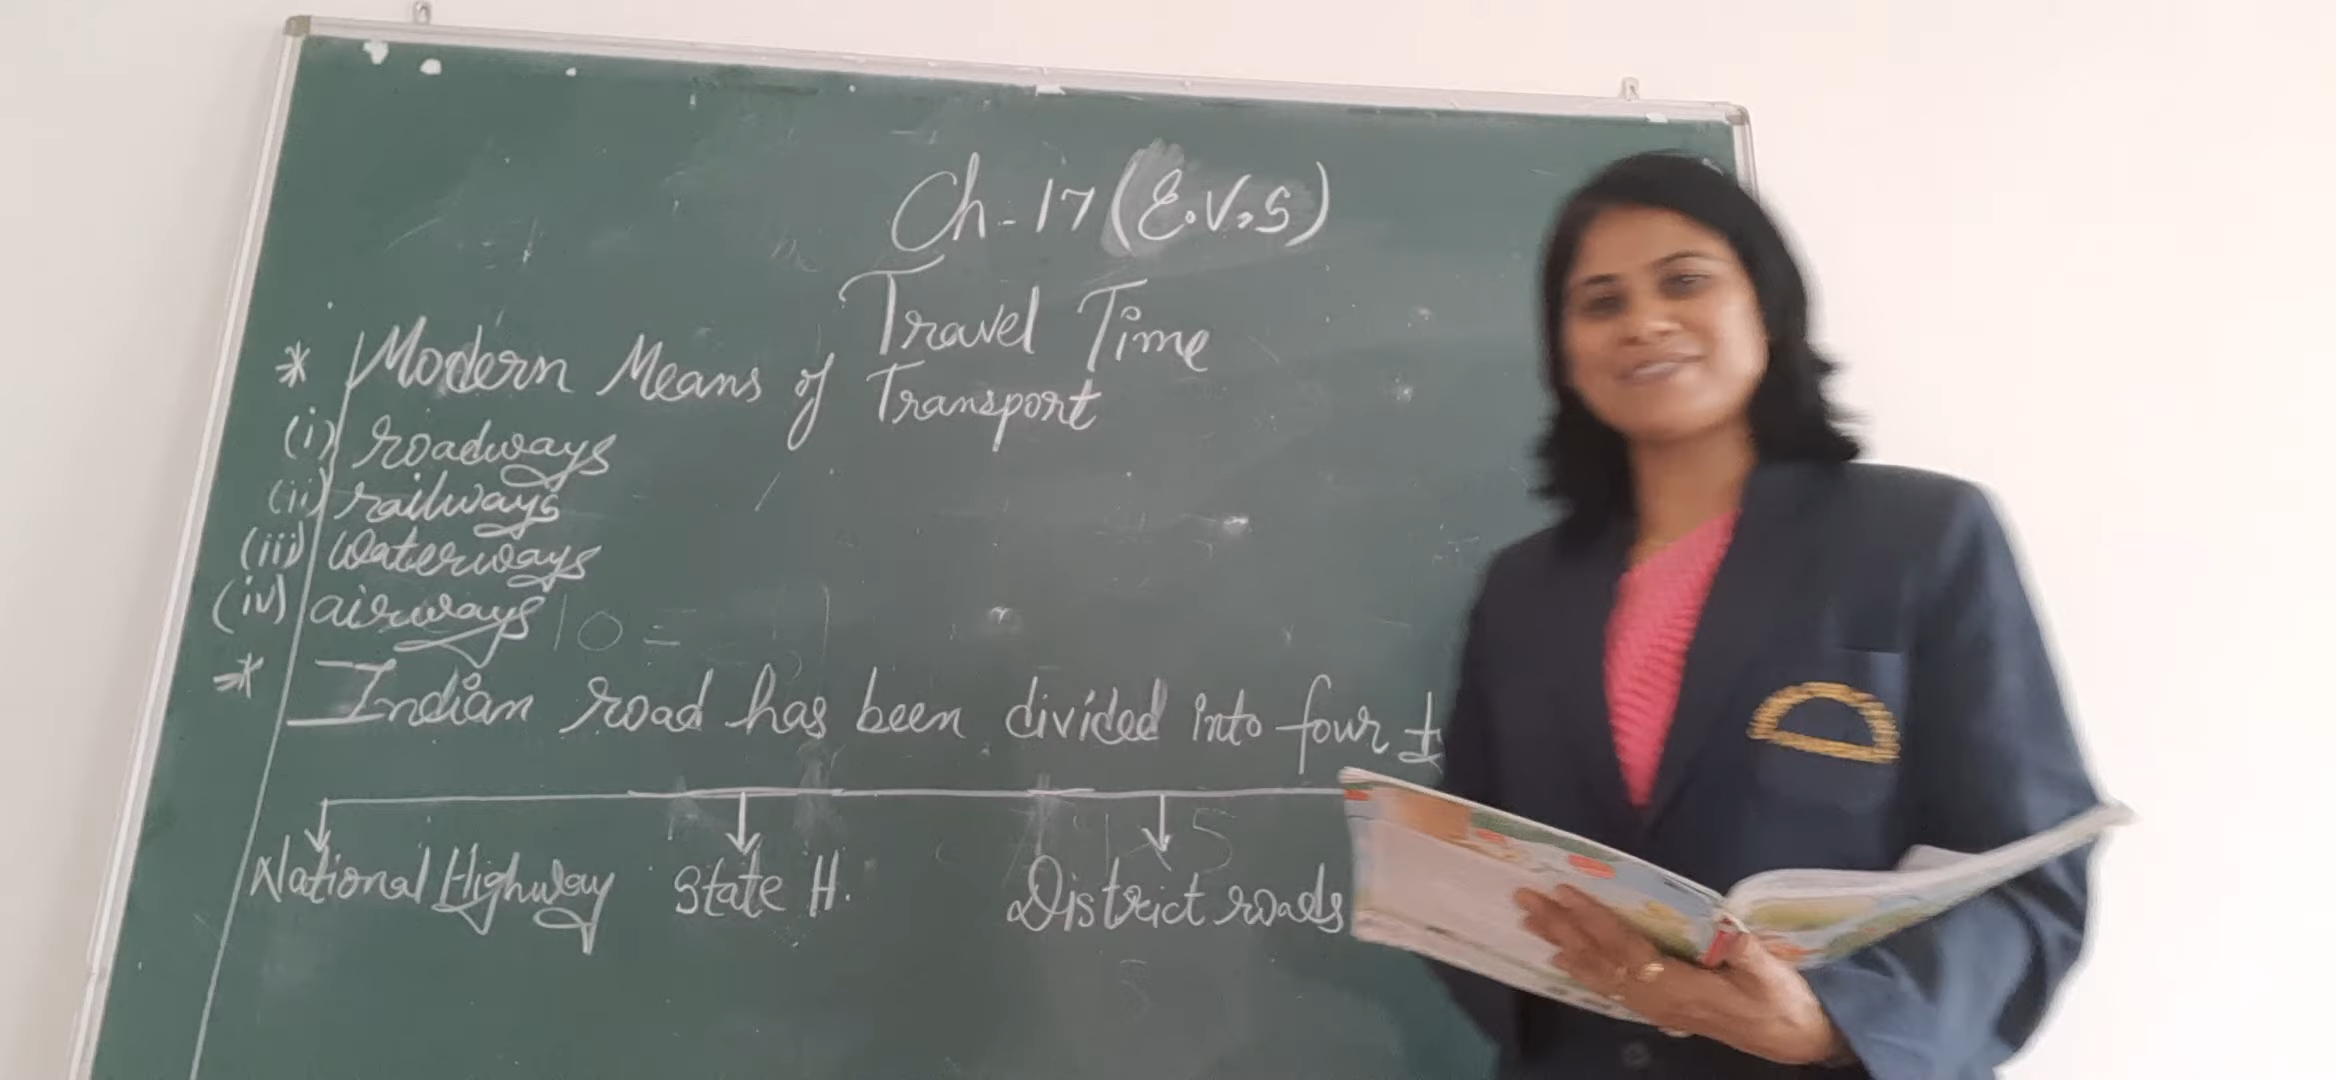 Ch-17 (E.V.S)
Travel Time
* Modern Means of Transport
(i) roadways
(ii) railways
(iii) waterways
(iv) airways
* Indian road has been divided into four
National Highway State H. District roads